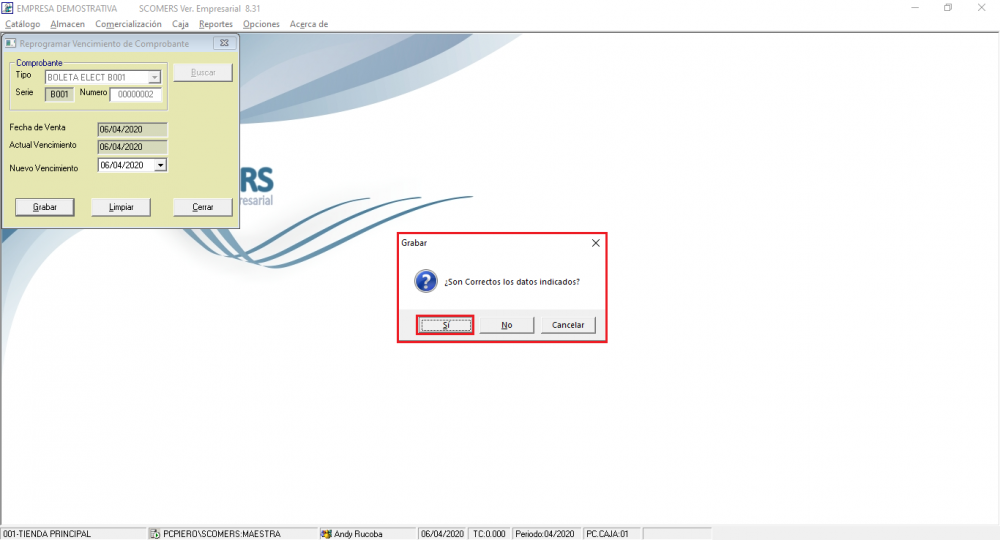 EMPRESA DEMOSTRATIVA SCOMERS Ver. Empresarial 8.31
Catálogo Almacen Comercialización Caja Reportes Opciones Acerca de
Reprogramar Vencimiento de Comprobante
Comprobante
Tipo BOLETA ELECT B001 Buscar
Serie B001 Numero 00000002
Fecha de Venta 06/04/2020
Actual Vencimiento 06/04/2020
Nuevo Vencimiento 06/04/2020
Grabar Limpiar Cerrar
RS
resarial
Grabar
¿Son Correctos los datos indicados?
Sí No Cancelar
001-TIENDA PRINCIPAL PCPIERO\SCOMERS:MAESTRA Andy Rucoba 06/04/2020 TC:0.000 Periodo:04/2020 PC.CAJA:01